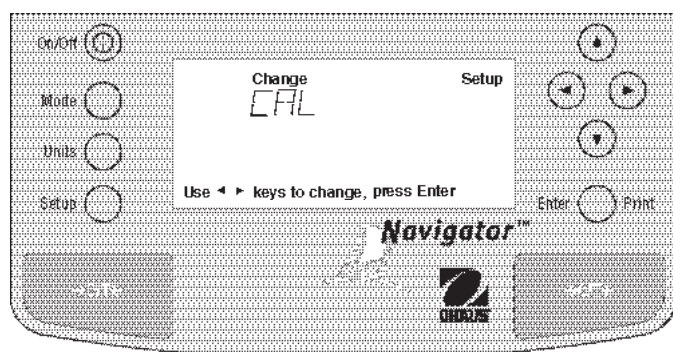 On/Off
Change Setup
Mode
CAL
Units
Use ◄ ► keys to change, press Enter
Setup
Enter Print
Navigator™
>O/T<
OHAUS